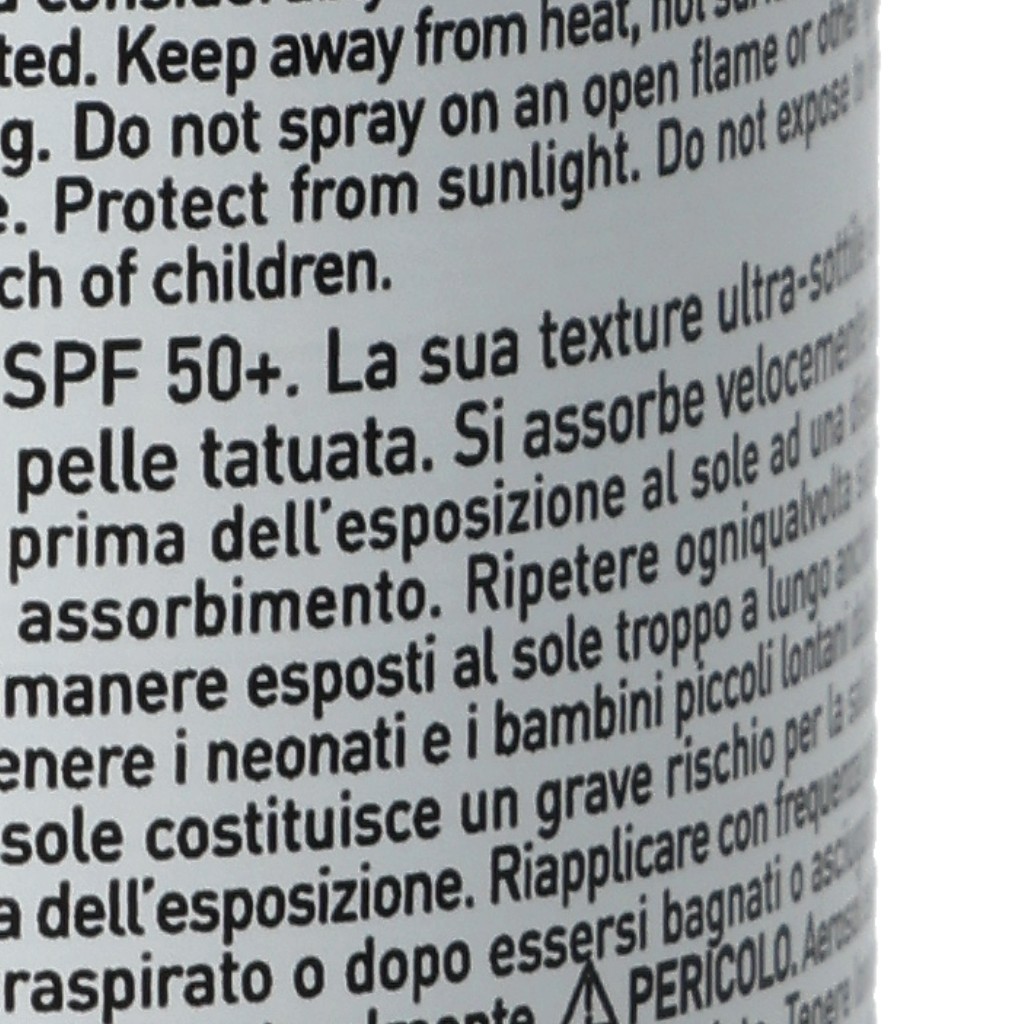 ted. Keep away from heat, hot
g. Do not spray on an open flame or other
e. Protect from sunlight. Do not expose
ch of children.
SPF 50+. La sua texture ultra-sottile
pelle tatuata. Si assorbe velocemente
prima dell'esposizione al sole ad una
assorbimento. Ripetere ogniqualvolta
manere esposti al sole troppo a lungo
enere i neonati e i bambini piccoli lontani
sole costituisce un grave rischio per la
a dell'esposizione. Riapplicare con frequenza
raspirato o dopo essersi bagnati o
⚠ PERICOLO. Aerosol
Tenere